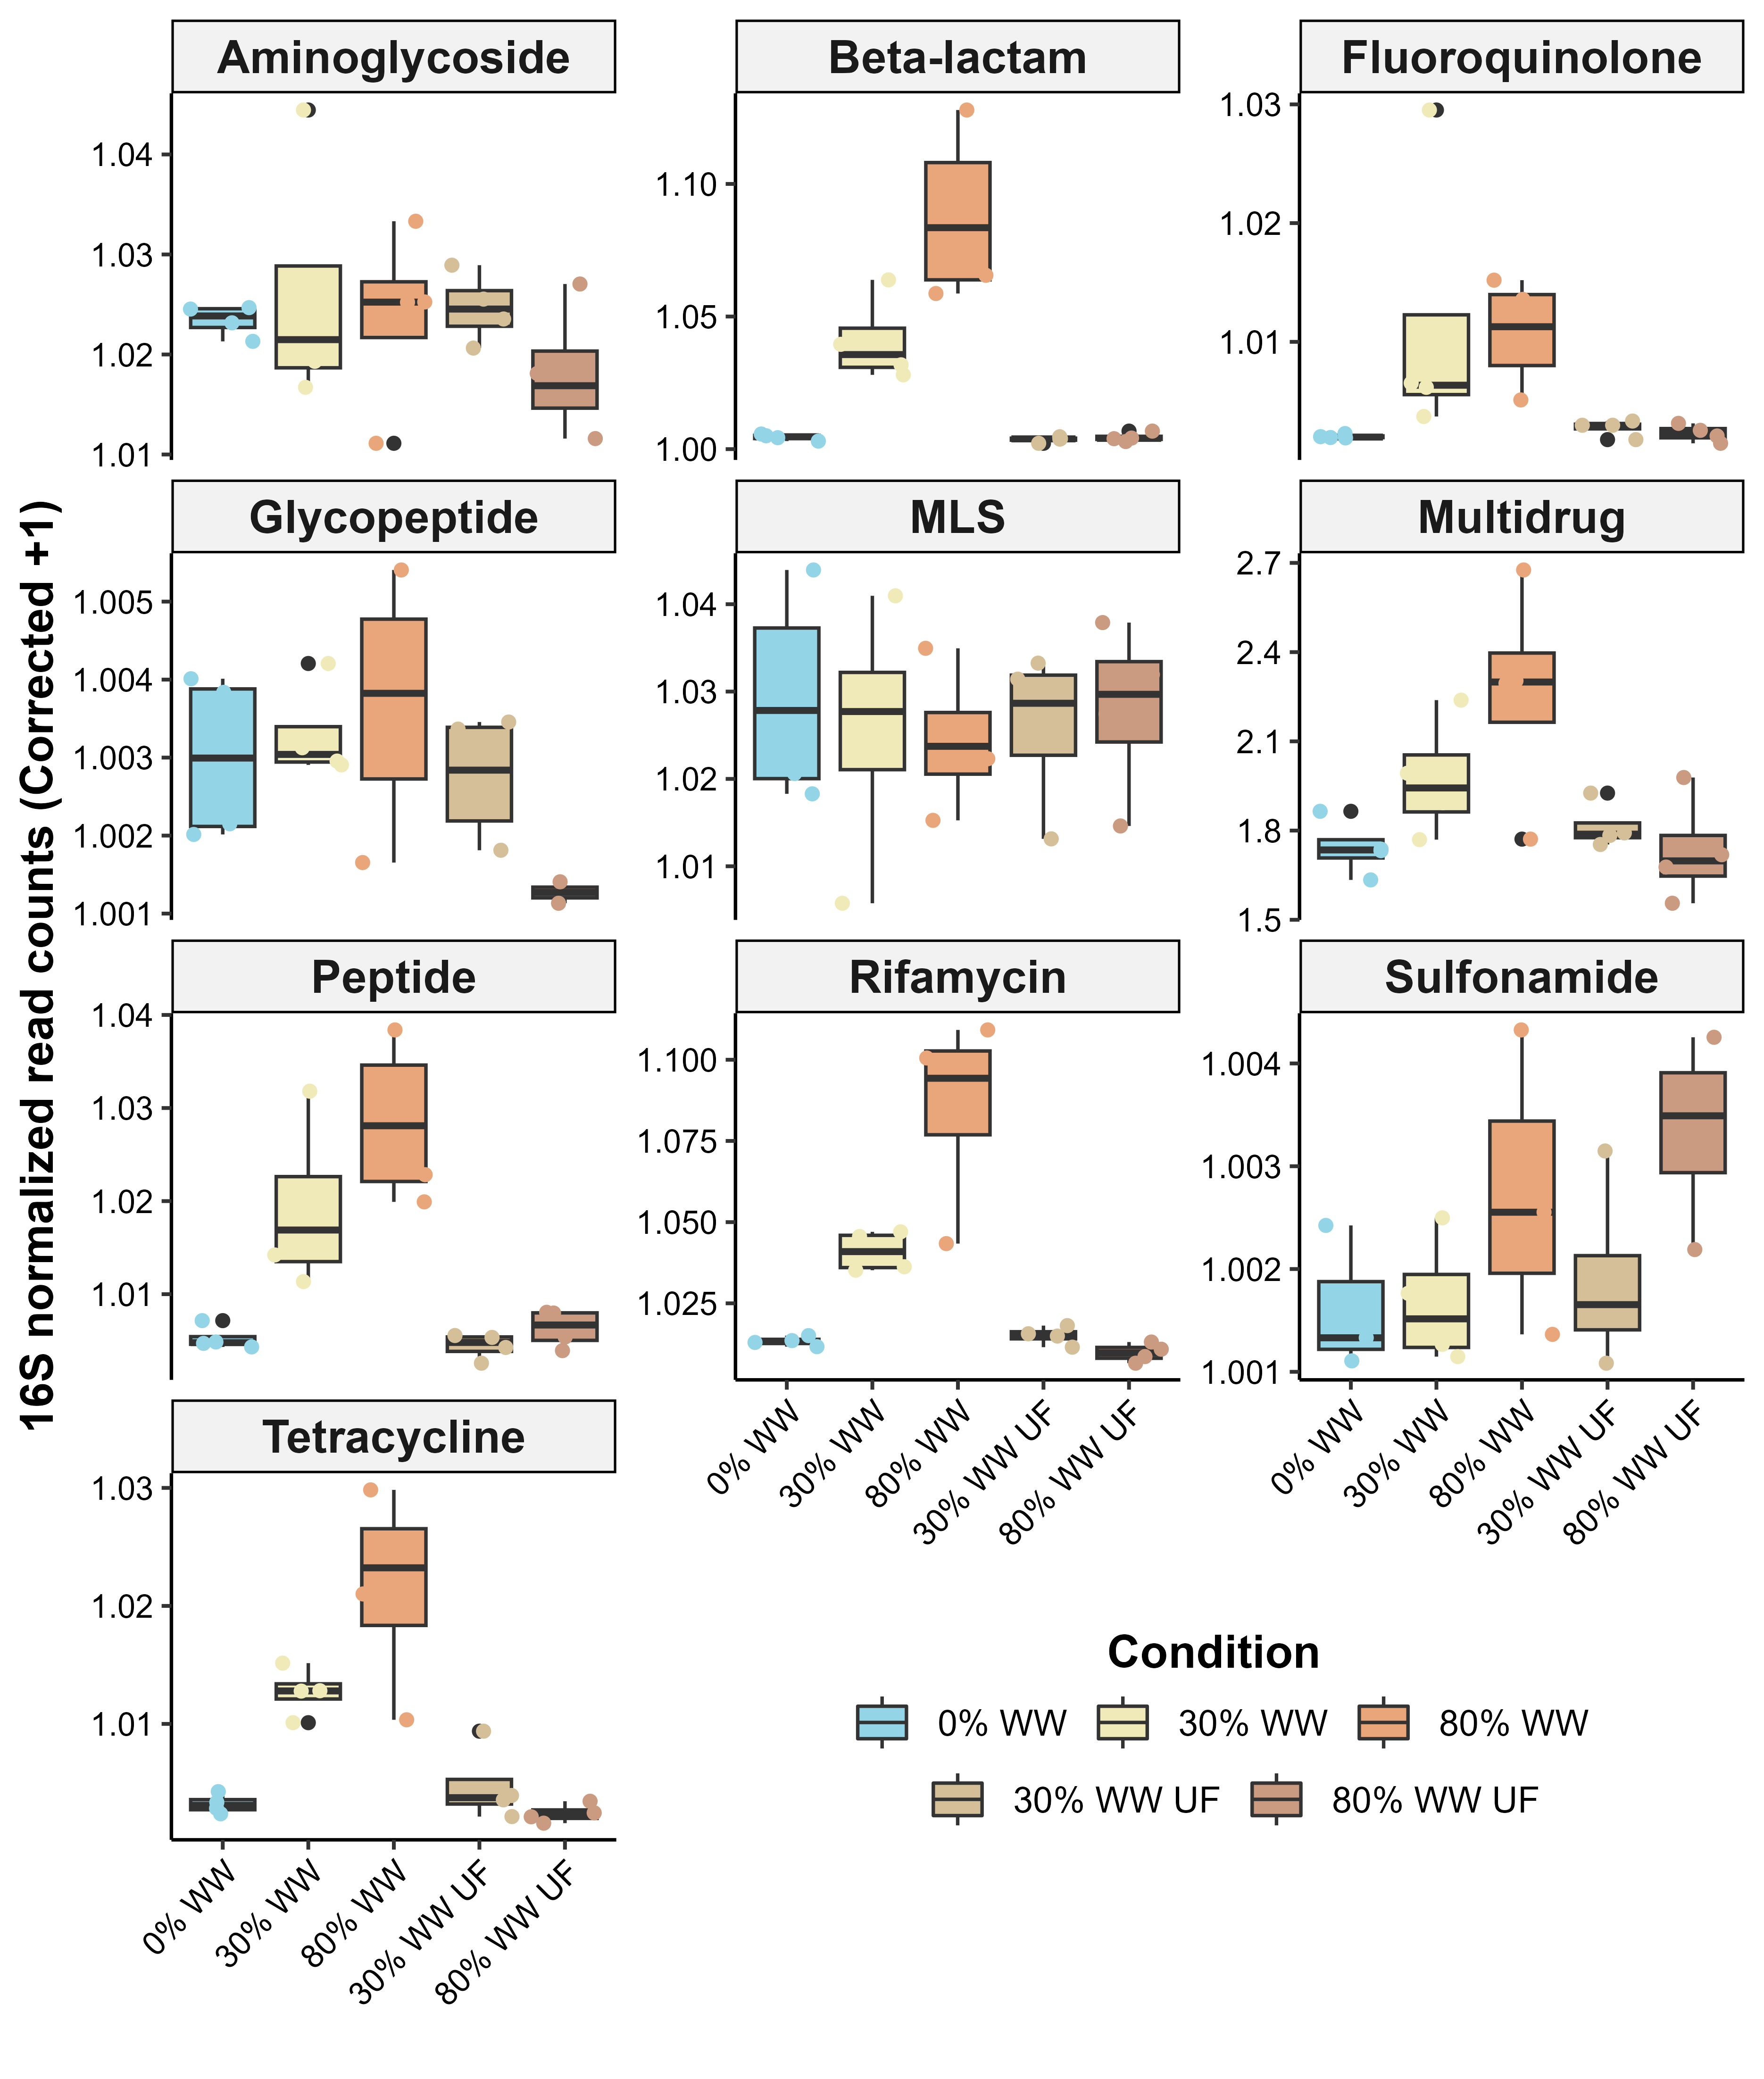 Aminoglycoside
Beta-lactam
Fluoroquinolone
1.04
1.03
1.02
1.01
1.10
1.05
1.00
1.03
1.02
1.01
Glycopeptide
MLS
Multidrug
1.005
1.004
1.003
1.002
1.001
1.04
1.03
1.02
1.01
2.7
2.4
2.1
1.8
1.5
16S normalized read counts (Corrected +1)
Peptide
Rifamycin
Sulfonamide
1.04
1.03
1.02
1.01
1.100
1.075
1.050
1.025
1.004
1.003
1.002
1.001
0% WW
30% WW
80% WW
30% WW UF
80% WW UF
0% WW
30% WW
80% WW
30% WW UF
80% WW UF
Tetracycline
1.03
1.02
1.01
0% WW
30% WW
80% WW
30% WW UF
80% WW UF
Condition
0% WW 30% WW 80% WW
30% WW UF 80% WW UF